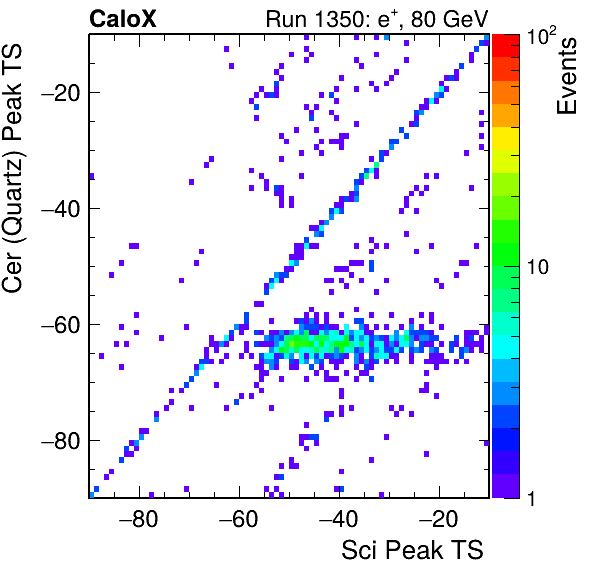 CaloX Run 1350: e⁺, 80 GeV
10²
Events
10
1
Cer (Quartz) Peak TS
−20
−40
−60
−80
−80 −60 −40 −20
Sci Peak TS